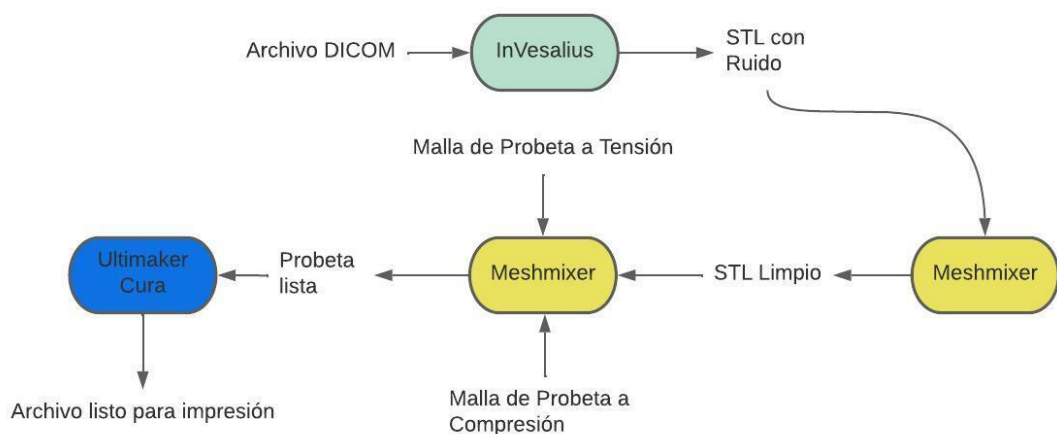 Archivo DICOM
InVesalius
STL con
Ruido
Malla de Probeta a Tensión
Ultimaker
Cura
Probeta
lista
Meshmixer
STL Limpio
Meshmixer
Archivo listo para impresión
Malla de Probeta a
Compresión